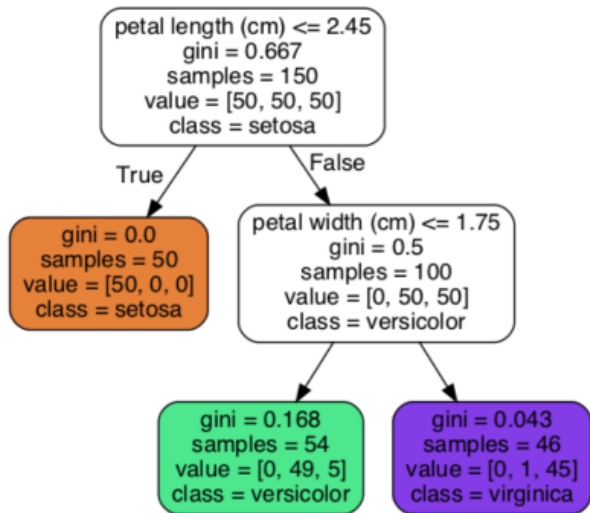 petal length (cm) <= 2.45
gini = 0.667
samples = 150
value = [50, 50, 50]
class = setosa
True
False
gini = 0.0
samples = 50
value = [50, 0, 0]
class = setosa
petal width (cm) <= 1.75
gini = 0.5
samples = 100
value = [0, 50, 50]
class = versicolor
gini = 0.168
samples = 54
value = [0, 49, 5]
class = versicolor
gini = 0.043
samples = 46
value = [0, 1, 45]
class = virginica